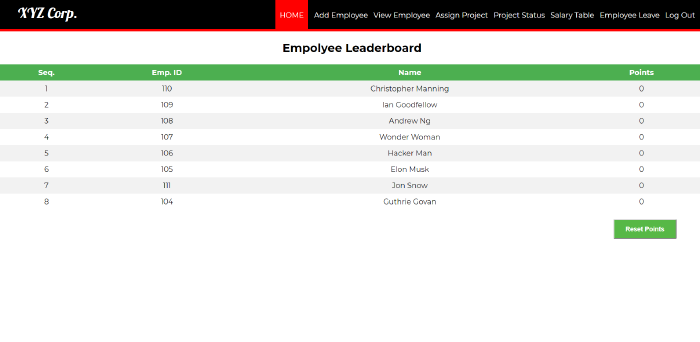 XYZ Corp.
HOME Add Employee View Employee Assign Project Project Status Salary Table Employee Leave Log Out
Empolyee Leaderboard
Seq. Emp. ID Name Points
1 110 Christopher Manning 0
2 109 Ian Goodfellow 0
3 108 Andrew Ng 0
4 107 Wonder Woman 0
5 106 Hacker Man 0
6 105 Elon Musk 0
7 111 Jon Snow 0
8 104 Guthrie Govan 0
Reset Points